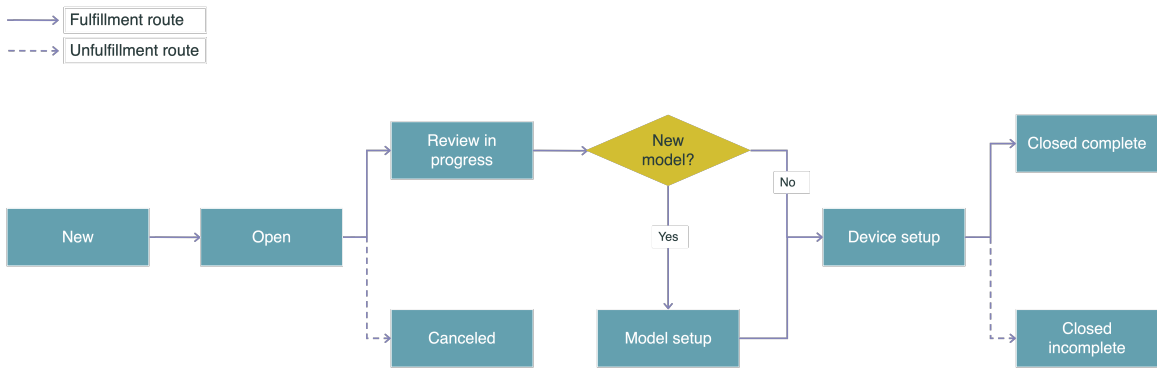 Fulfillment route
Unfulfillment route
Review in
progress
New
model?
Closed complete
No
New
Open
Yes
Device setup
Canceled
Model setup
Closed
incomplete